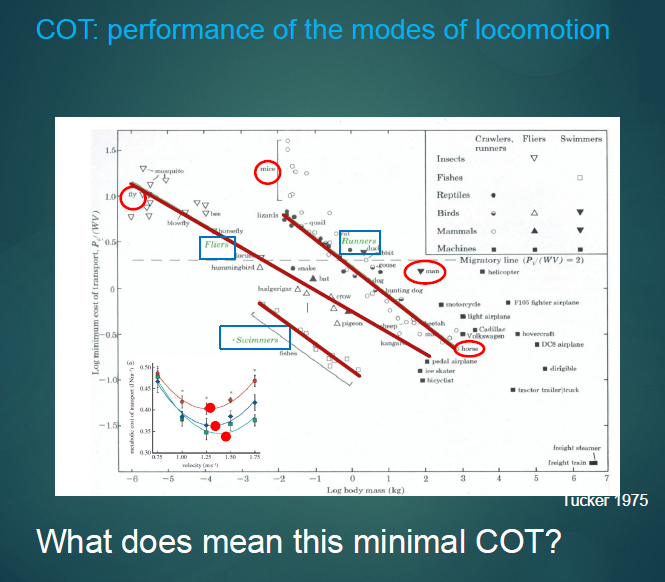 COT: performance of the modes of locomotion
Crawlers, Fliers Swimmers
runners
Insects
Fishes
Reptiles
Birds
Mammals
Machines
Migratory line (Pi/(WV) = 2)
Log minimum cost of transport, Pi/(WV)
1.5
1.0
0.5
0
−0.5
−1.0
−1.5
mosquito
mice
fly
bee
blowfly
honefly
lizards
quail
rat
Fliers
Runners
hummingbird
snake
bat
goose
man
helicopter
dog
hunting dog
budgerigar
crow
pigeon
motorcycle
F105 fighter airplane
light airplane
sheep
cheetah
Cadillac
Volkswagen
hovercraft
DC8 airplane
horse
Swimmers
fishes
pedal airplane
ice skater
bicyclist
dirigible
tractor trailer truck
freight steamer
freight train
(a)
metabolic cost of transport (J Nm⁻¹)
0.50
0.45
0.40
0.35
0.30
0.75 1.00 1.25 1.50 1.75
velocity (ms⁻¹)
−6 −5 −4 −3 −2 −1 0 1 2 3 4 5 6 7
Log body mass (kg)
Tucker 1975
What does mean this minimal COT?